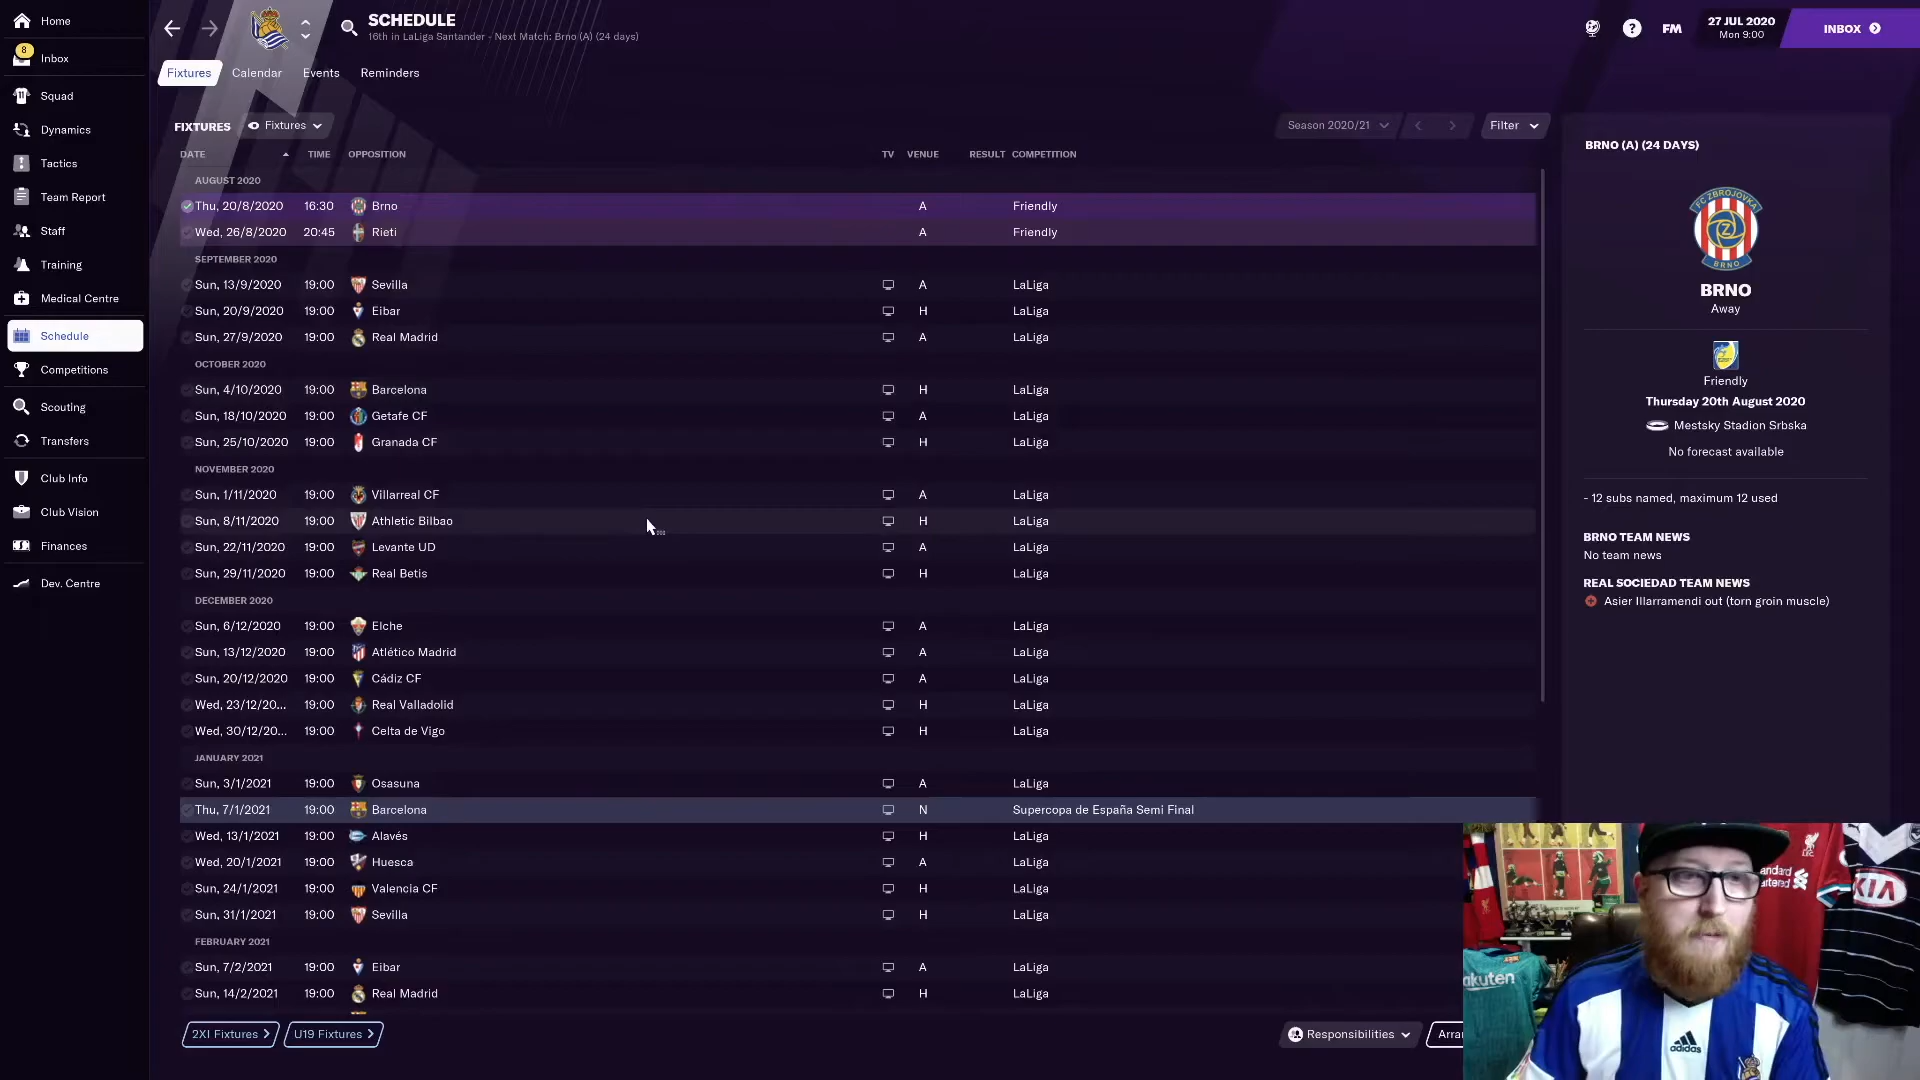 Home
8
Inbox
Squad
Dynamics
Tactics
Team Report
Staff
Training
Medical Centre
Schedule
Competitions
Scouting
Transfers
Club Info
Club Vision
Finances
Dev. Centre
SCHEDULE
16th in LaLiga Santander - Next Match: Brno (A) (24 days)
FM
27 JUL 2020
Mon 9:00
INBOX
Fixtures Calendar Events Reminders
FIXTURES Fixtures Season 2020/21 Filter
DATE TIME OPPOSITION TV VENUE RESULT COMPETITION
AUGUST 2020
Thu, 20/8/2020 16:30 Brno A Friendly
Wed, 26/8/2020 20:45 Rieti A Friendly
SEPTEMBER 2020
Sun, 13/9/2020 19:00 Sevilla A LaLiga
Sun, 20/9/2020 19:00 Eibar H LaLiga
Sun, 27/9/2020 19:00 Real Madrid A LaLiga
OCTOBER 2020
Sun, 4/10/2020 19:00 Barcelona H LaLiga
Sun, 18/10/2020 19:00 Getafe CF A LaLiga
Sun, 25/10/2020 19:00 Granada CF H LaLiga
NOVEMBER 2020
Sun, 1/11/2020 19:00 Villarreal CF A LaLiga
Sun, 8/11/2020 19:00 Athletic Bilbao H LaLiga
Sun, 22/11/2020 19:00 Levante UD A LaLiga
Sun, 29/11/2020 19:00 Real Betis H LaLiga
DECEMBER 2020
Sun, 6/12/2020 19:00 Elche A LaLiga
Sun, 13/12/2020 19:00 Atlético Madrid A LaLiga
Sun, 20/12/2020 19:00 Cádiz CF A LaLiga
Wed, 23/12/20... 19:00 Real Valladolid H LaLiga
Wed, 30/12/20... 19:00 Celta de Vigo H LaLiga
JANUARY 2021
Sun, 3/1/2021 19:00 Osasuna A LaLiga
Thu, 7/1/2021 19:00 Barcelona N Supercopa de España Semi Final
Wed, 13/1/2021 19:00 Alavés H LaLiga
Wed, 20/1/2021 19:00 Huesca A LaLiga
Sun, 24/1/2021 19:00 Valencia CF H LaLiga
Sun, 31/1/2021 19:00 Sevilla H LaLiga
FEBRUARY 2021
Sun, 7/2/2021 19:00 Eibar A LaLiga
Sun, 14/2/2021 19:00 Real Madrid H LaLiga
2XI Fixtures U19 Fixtures Responsibilities Arra
BRNO (A) (24 DAYS)
FC ZBROJOVKA
Z
BRNO
BRNO
Away
Friendly
Thursday 20th August 2020
Mestsky Stadion Srbska
No forecast available
- 12 subs named, maximum 12 used
BRNO TEAM NEWS
No team news
REAL SOCIEDAD TEAM NEWS
Asier Illarramendi out (torn groin muscle)
andard
artered
KIA
akuten
adidas